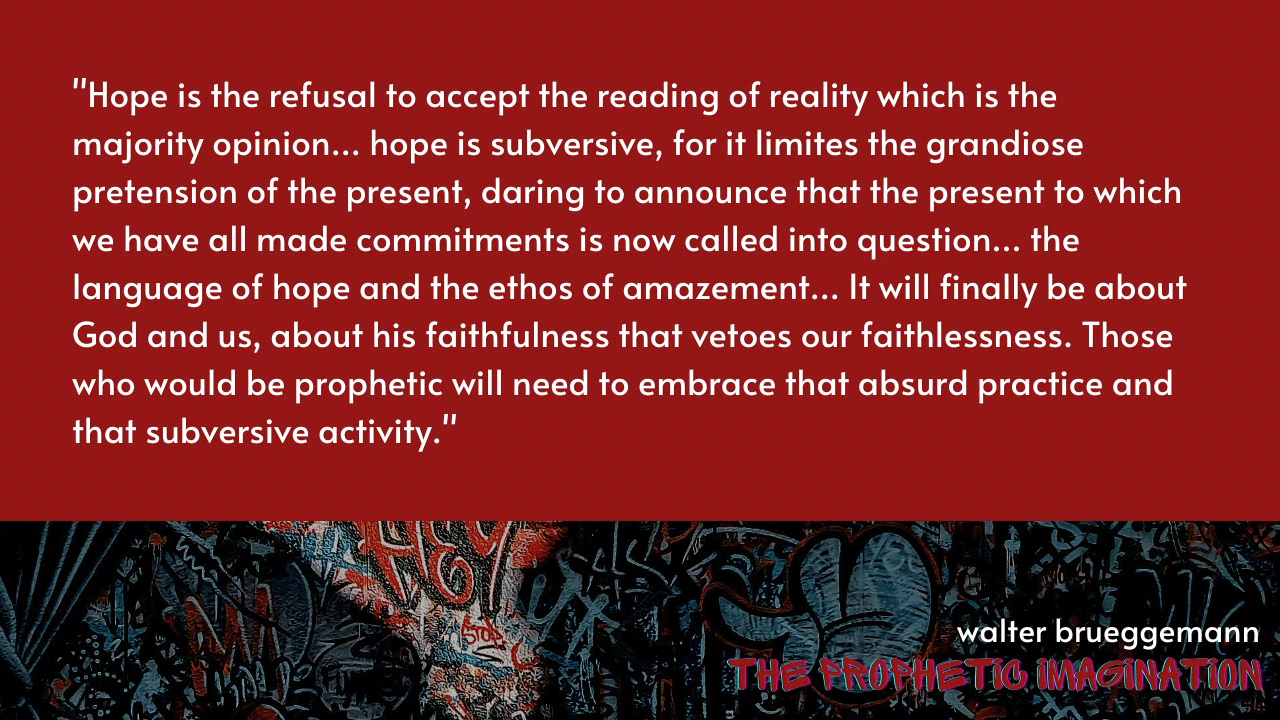 "Hope is the refusal to accept the reading of reality which is the
majority opinion... hope is subversive, for it limites the grandiose
pretension of the present, daring to announce that the present to which
we have all made commitments is now called into question... the
language of hope and the ethos of amazement... It will finally be about
God and us, about his faithfulness that vetoes our faithlessness. Those
who would be prophetic will need to embrace that absurd practice and
that subversive activity."
HEY
STOP
walter brueggemann
THE PROPHETIC IMAGINATION